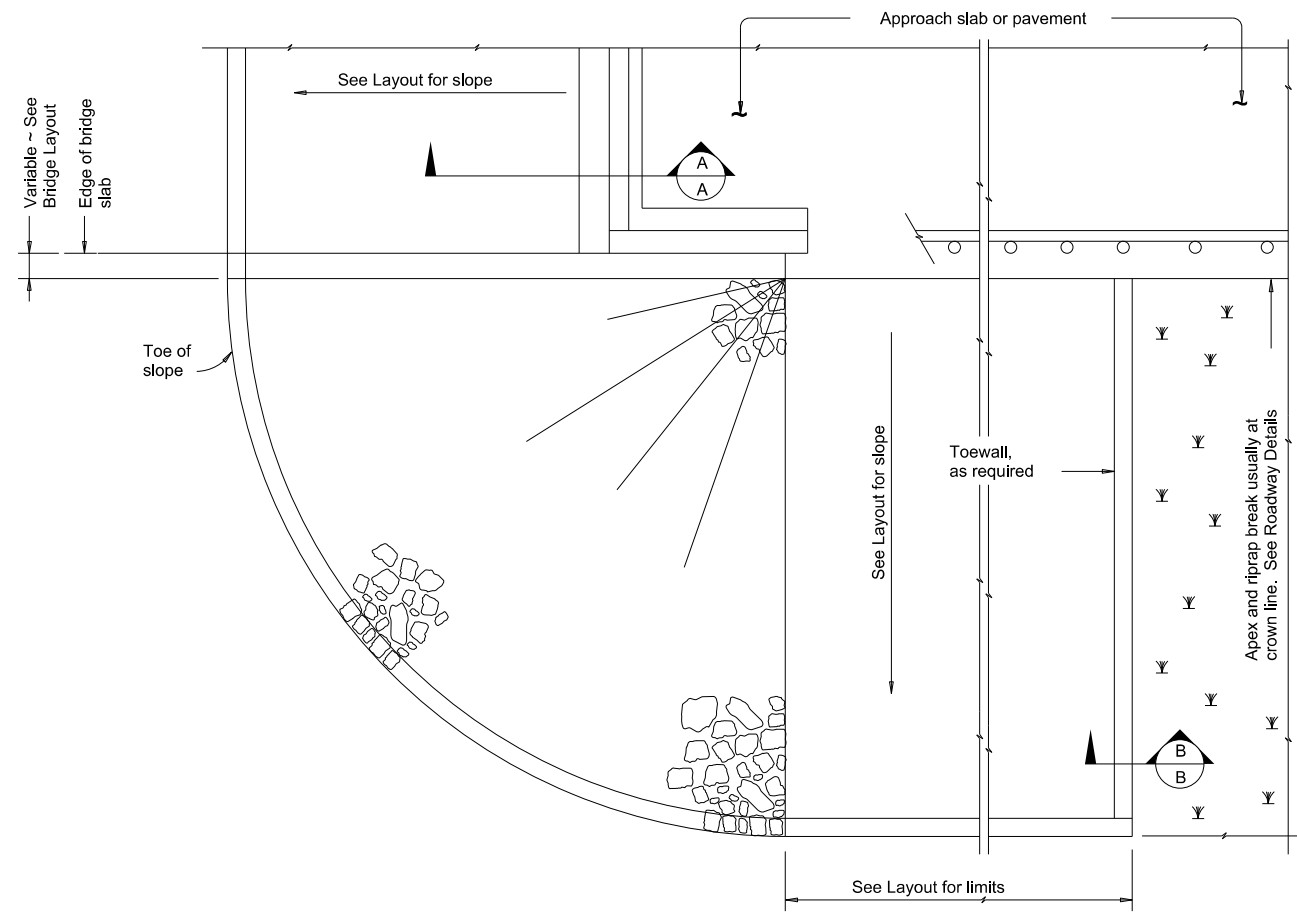 Approach slab or pavement
See Layout for slope
Variable ~ See
Bridge Layout
Edge of bridge
slab
A
A
Toe of
slope
See Layout for slope
Toewall,
as required
Apex and riprap break usually at
crown line. See Roadway Details
B
B
See Layout for limits